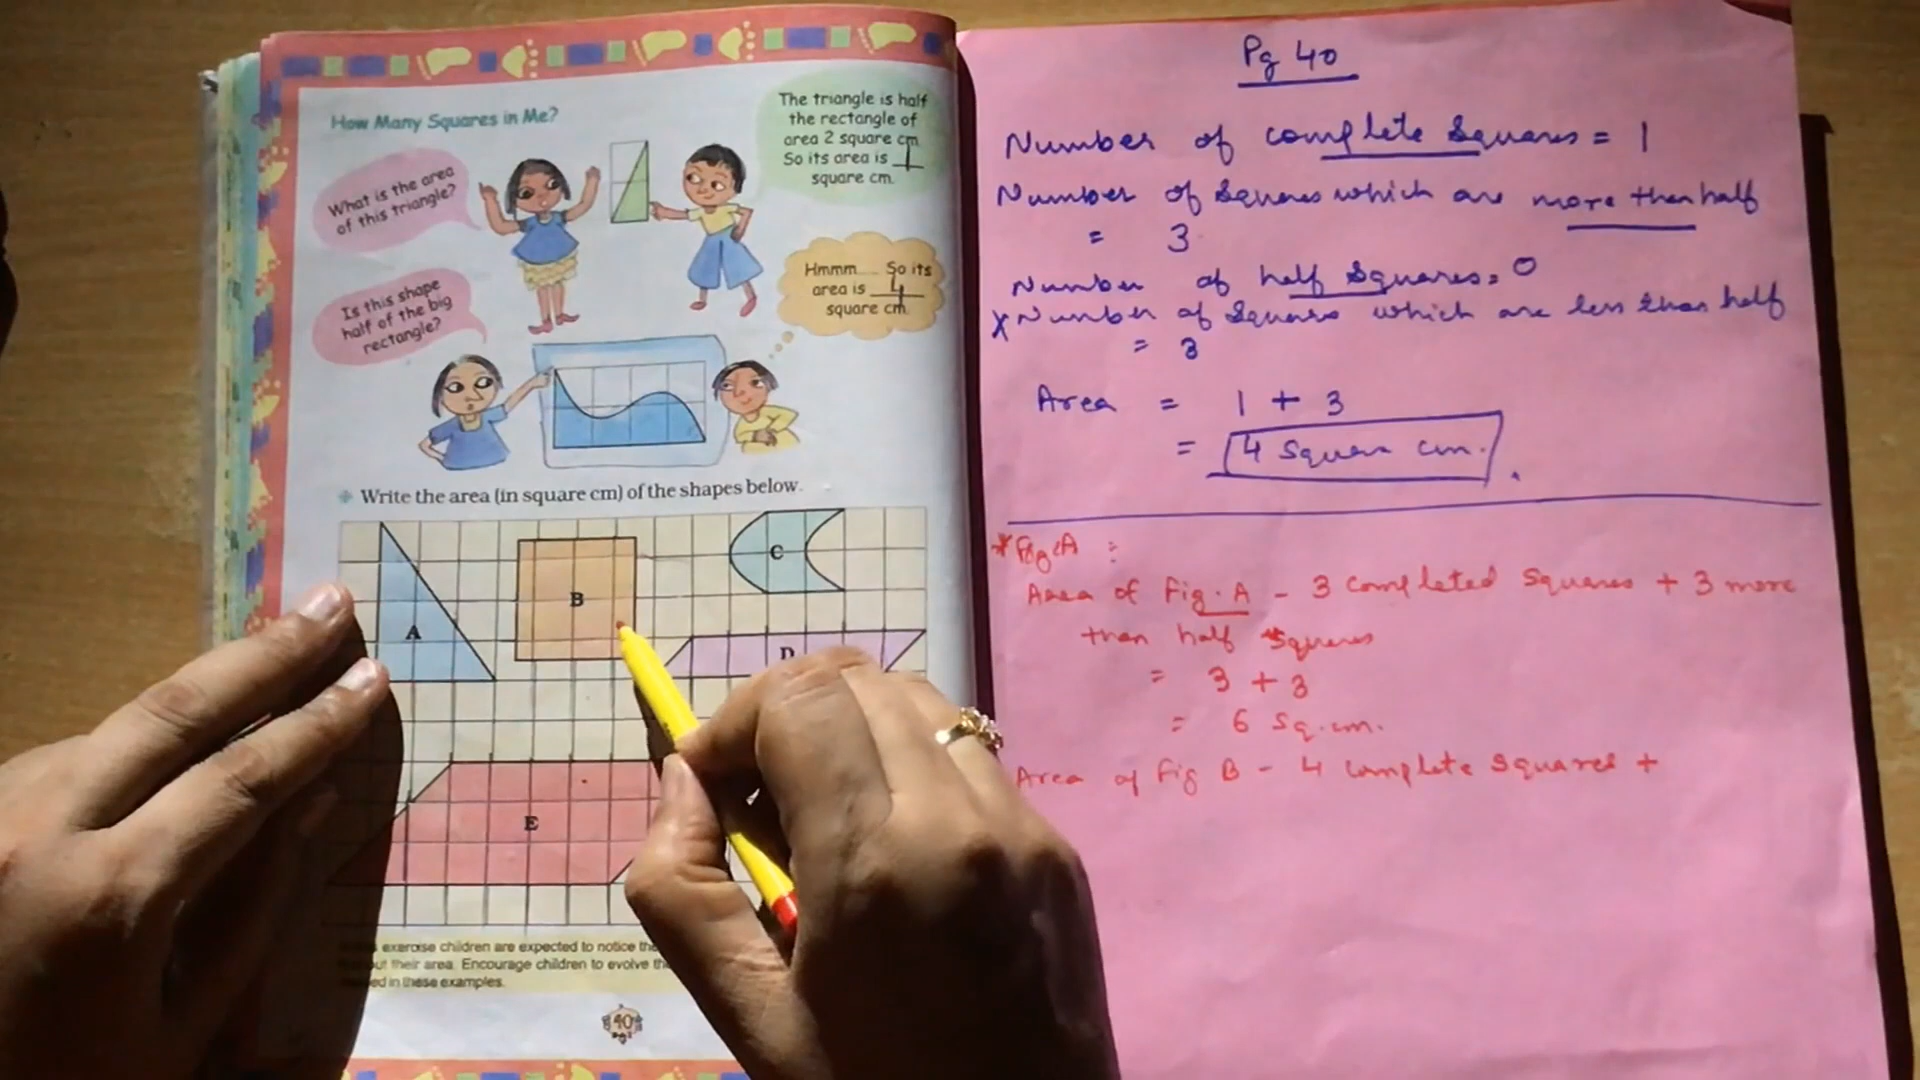 How Many Squares in Me?
What is the area
of this triangle?
The triangle is half
the rectangle of
area 2 square cm
So its area is 1
square cm.
Is this shape
half of the big
rectangle?
Hmmm.... So its
area is 4
square cm
Write the area (in square cm) of the shapes below.
A
B
C
D
E
exercise children are expected to notice the
out their area. Encourage children to evolve
in these examples.
40
Pg 40
Number of complete Squares = 1
Number of Squares which are more than half
= 3
Number of half Squares = 0
x Number of Squares which are less than half
= 3
Area = 1 + 3
= 4 Square cm.
* Fig A :
Area of Fig. A - 3 completed Squares + 3 more
than half Squares
= 3 + 3
= 6 Sq.cm.
Area of Fig B - 4 complete Squares +